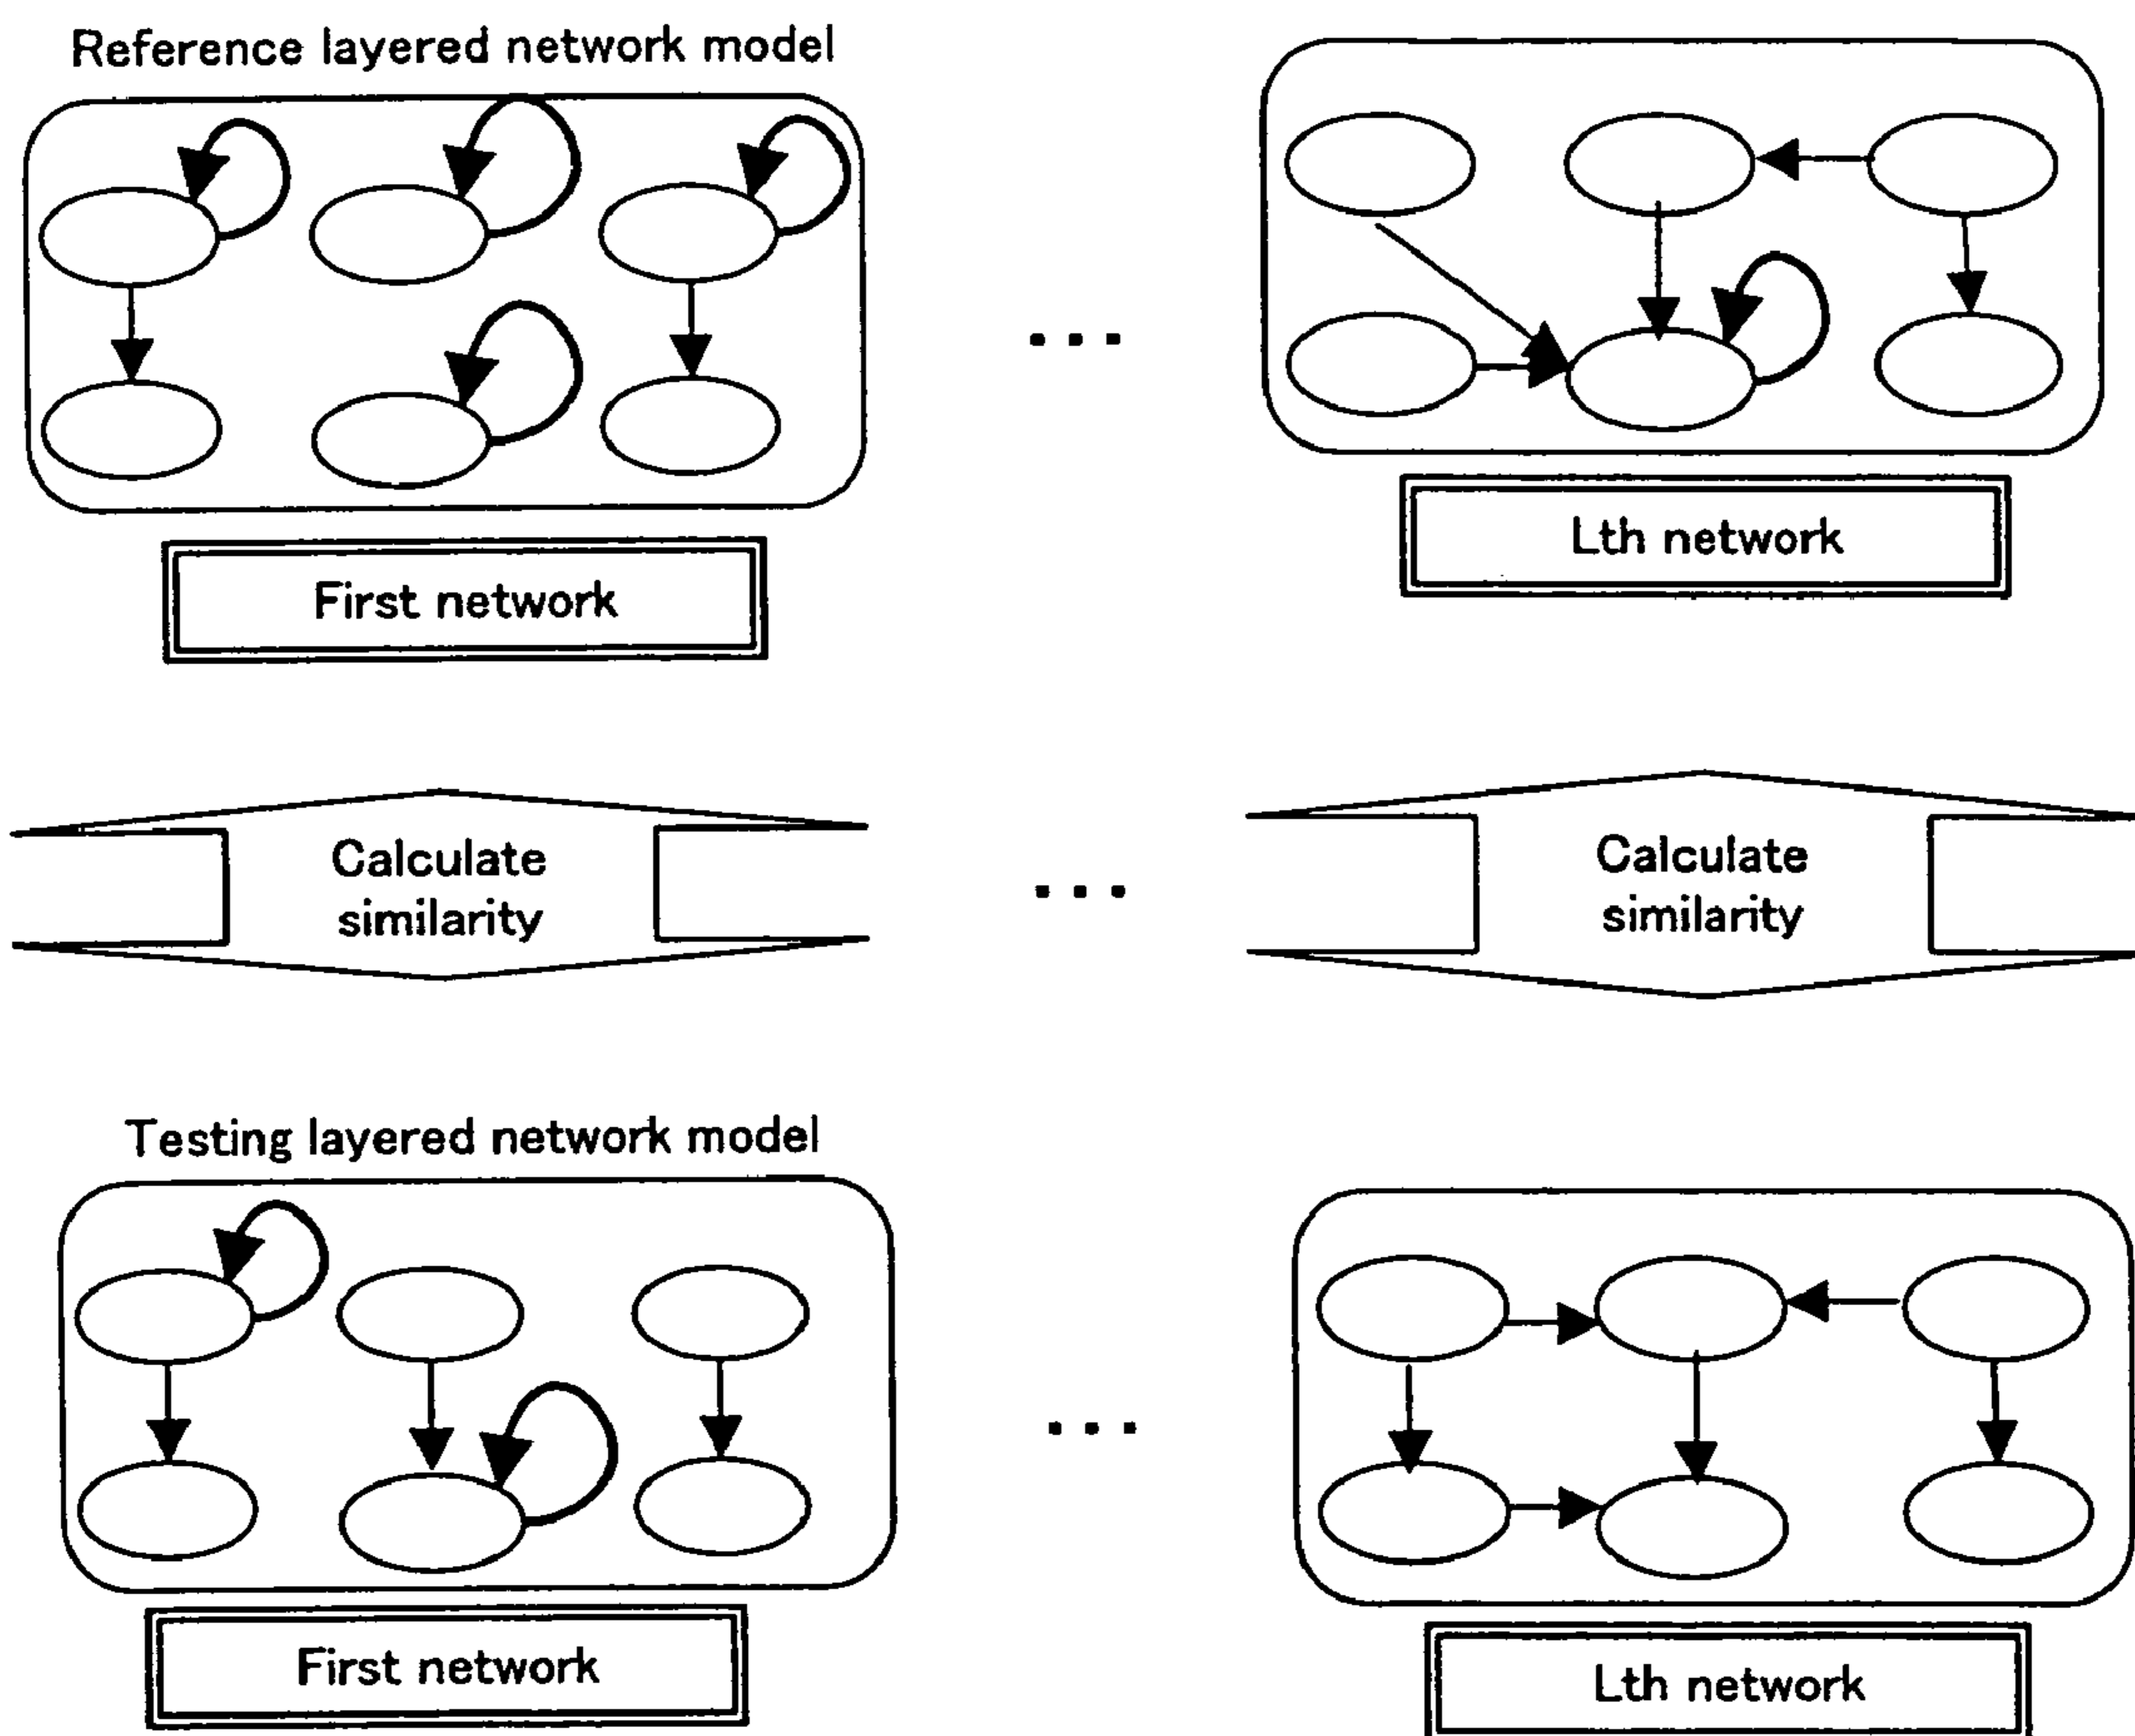 Reference layered network model
First network
Lth network
...
Calculate
similarity
...
Calculate
similarity
Testing layered network model
...
First network
Lth network